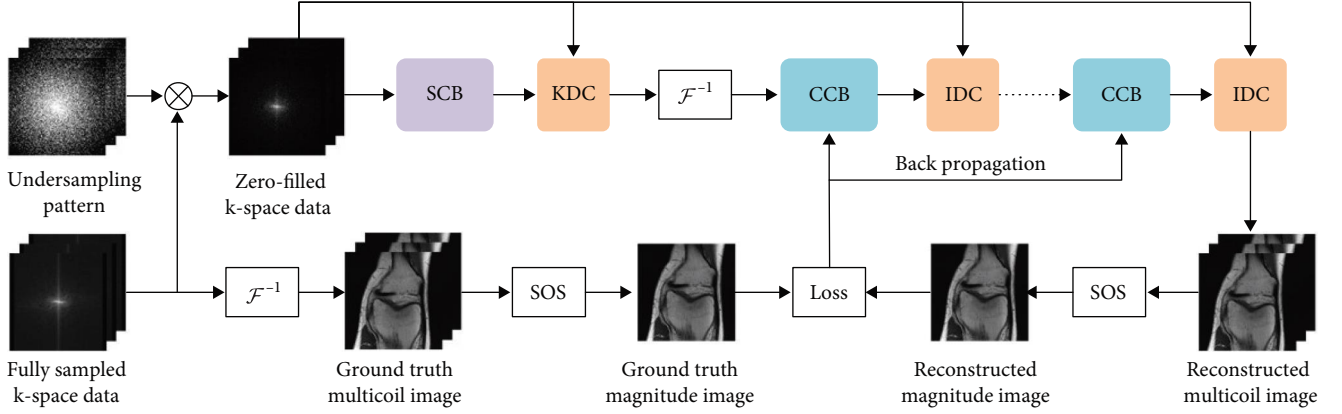 SCB
KDC
ℱ⁻¹
CCB
IDC
CCB
IDC
Undersampling
pattern
Zero-filled
k-space data
Back propagation
ℱ⁻¹
SOS
Loss
SOS
Fully sampled
k-space data
Ground truth
multicoil image
Ground truth
magnitude image
Reconstructed
magnitude image
Reconstructed
multicoil image